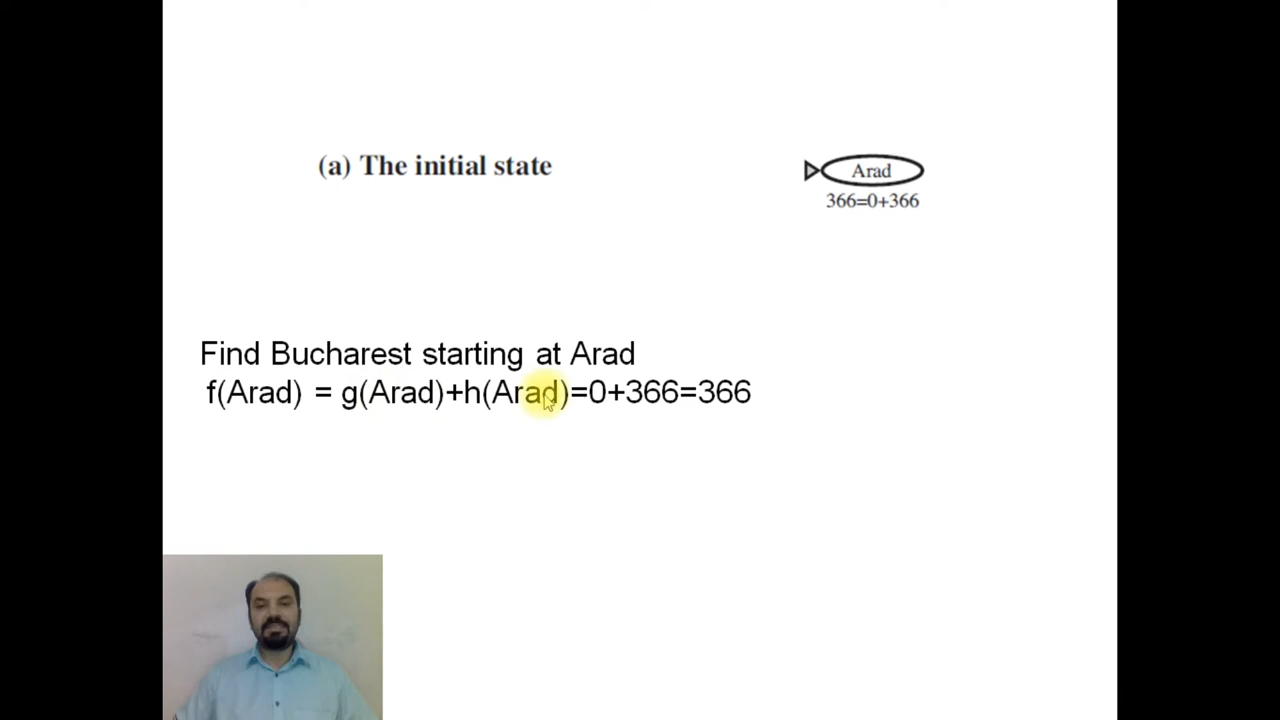 (a) The initial state
Arad
366=0+366
Find Bucharest starting at Arad
f(Arad) = g(Arad)+h(Arad)=0+366=366